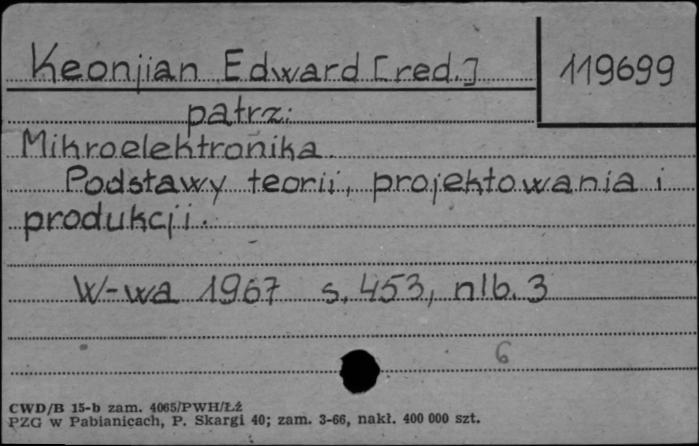 Keonjian Edward [red.]
119699
patrz:
Mikroelektronika.
Podstawy teorii, projektowania i
produkcji.
W-wa 1967 s. 453, nlb. 3
6
CWD/B 15-b zam. 4065/PWH/Łź
PZG w Pabianicach, P. Skargi 40; zam. 3-66, nakł. 400 000 szt.